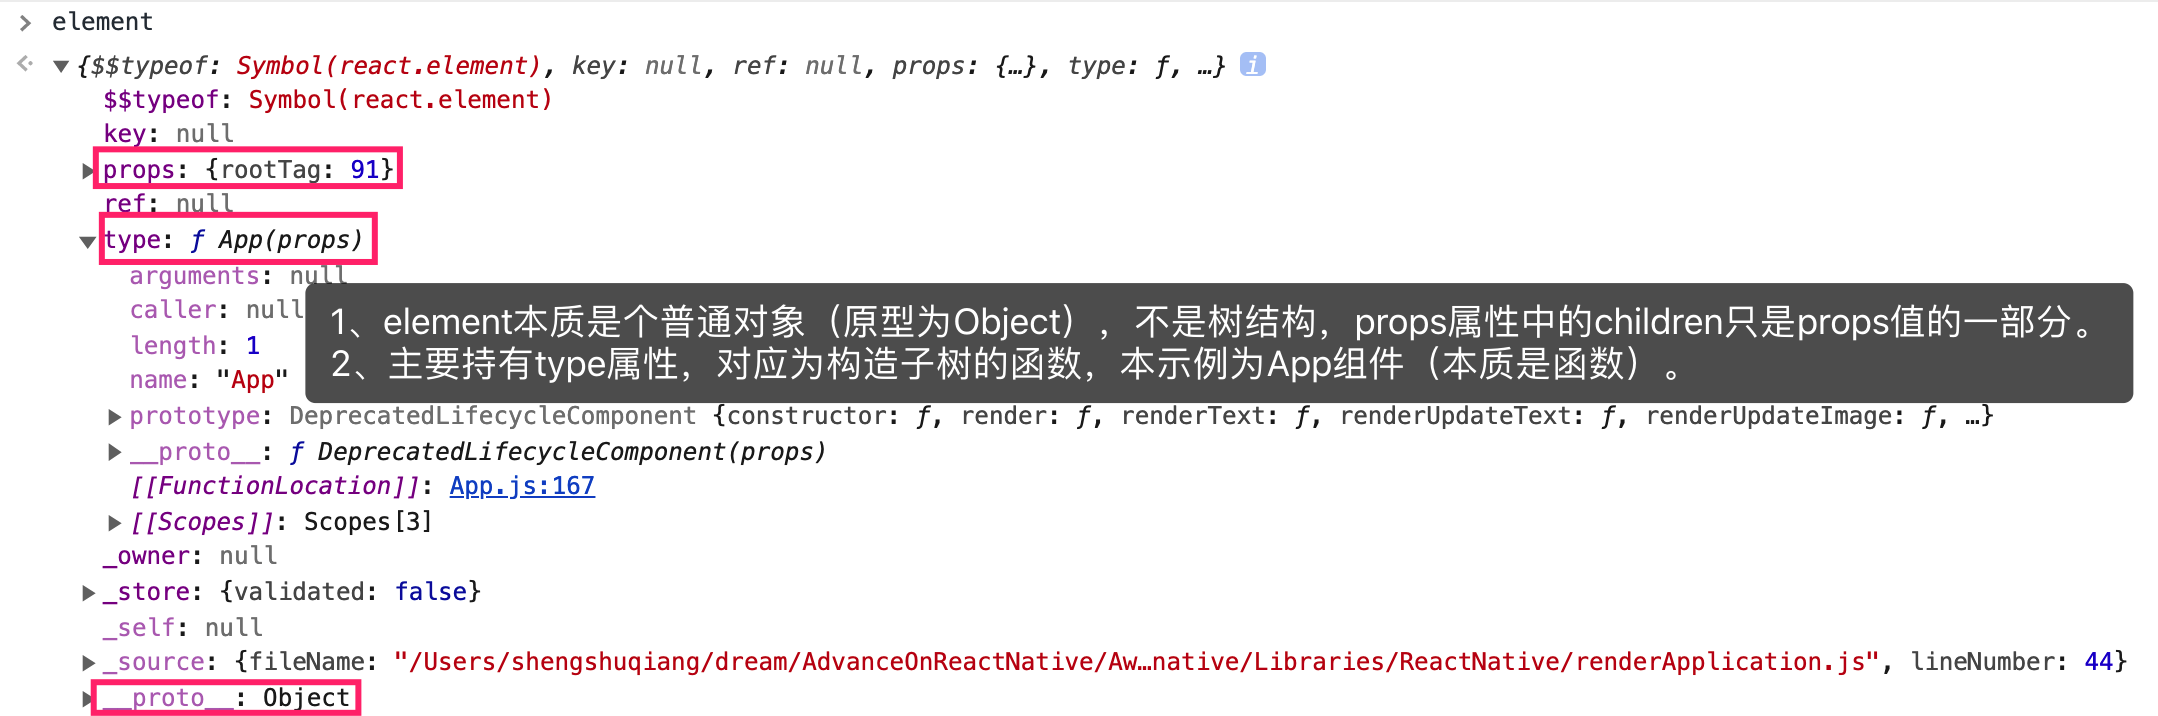 element
{$$typeof: Symbol(react.element), key: null, ref: null, props: {…}, type: ƒ, …} i
$$typeof: Symbol(react.element)
key: null
props: {rootTag: 91}
ref: null
type: ƒ App(props)
arguments: null
caller: null
1、element本质是个普通对象（原型为Object），不是树结构，props属性中的children只是props值的一部分。
length: 1
2、主要持有type属性，对应为构造子树的函数，本示例为App组件（本质是函数）。
name: "App"
prototype: DeprecatedLifecycleComponent {constructor: ƒ, render: ƒ, renderText: ƒ, renderUpdateText: ƒ, renderUpdateImage: ƒ, …}
__proto__: ƒ DeprecatedLifecycleComponent(props)
[[FunctionLocation]]: App.js:167
[[Scopes]]: Scopes[3]
_owner: null
_store: {validated: false}
_self: null
_source: {fileName: "/Users/shengshuqiang/dream/AdvanceOnReactNative/Aw…native/Libraries/ReactNative/renderApplication.js", lineNumber: 44}
__proto__: Object